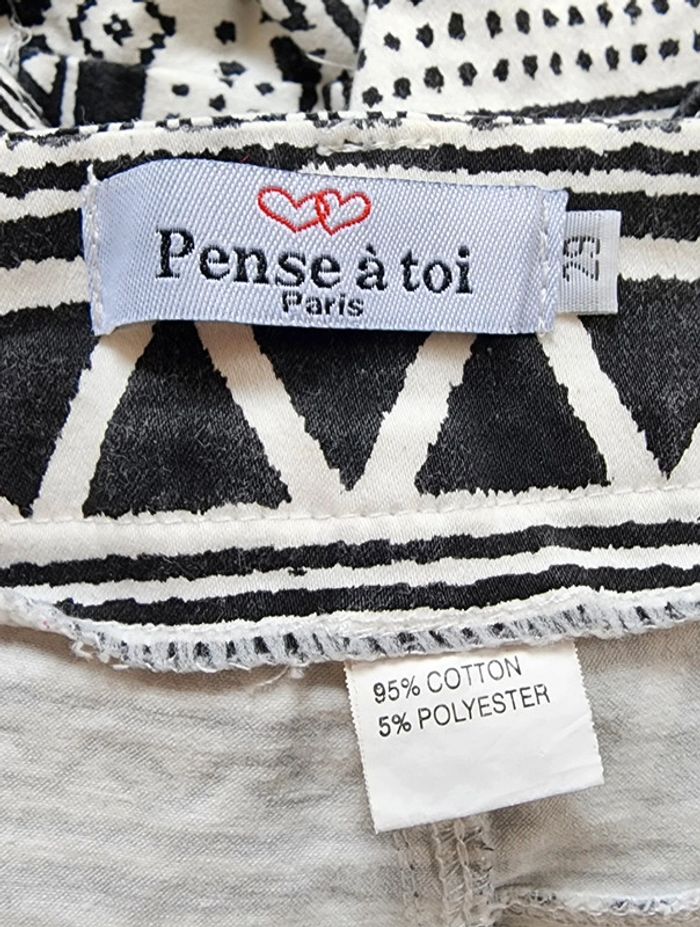 Pense à toi
Paris
29
95% COTTON
5% POLYESTER